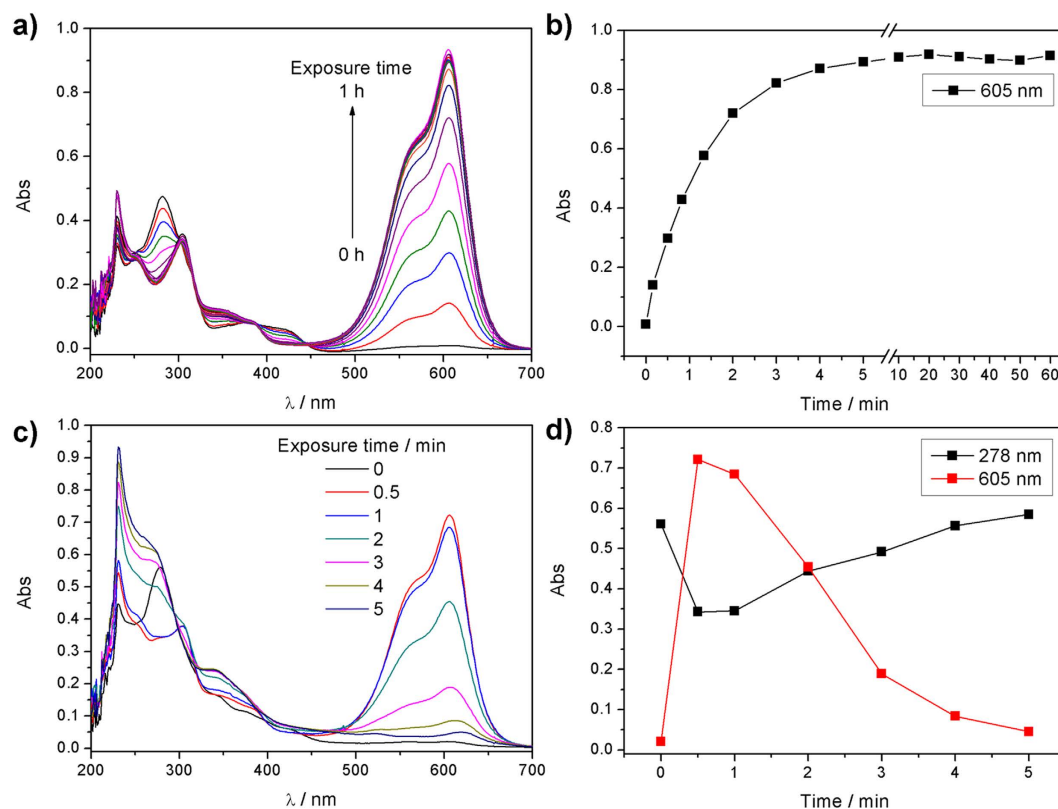 a)
1.0
0.8
0.6
0.4
0.2
0.0
Abs
Exposure time
1 h
0 h
200 300 400 500 600 700
λ / nm
b)
1.0
0.8
0.6
0.4
0.2
0.0
Abs
605 nm
0 1 2 3 4 5 10 20 30 40 50 60
Time / min
c)
1.0
0.9
0.8
0.7
0.6
0.5
0.4
0.3
0.2
0.1
0.0
Abs
Exposure time / min
0
0.5
1
2
3
4
5
200 300 400 500 600 700
λ / nm
d)
0.8
0.7
0.6
0.5
0.4
0.3
0.2
0.1
0.0
Abs
278 nm
605 nm
0 1 2 3 4 5
Time / min